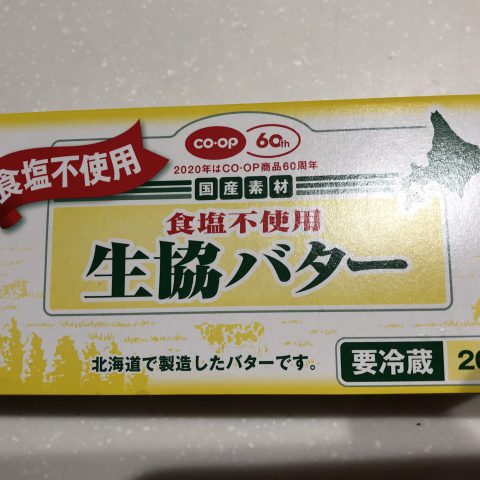 食塩不使用
CO·OP 60th
2020年はCO·OP商品60周年
国産素材
食塩不使用
生協バター
北海道で製造したバターです。
要冷蔵